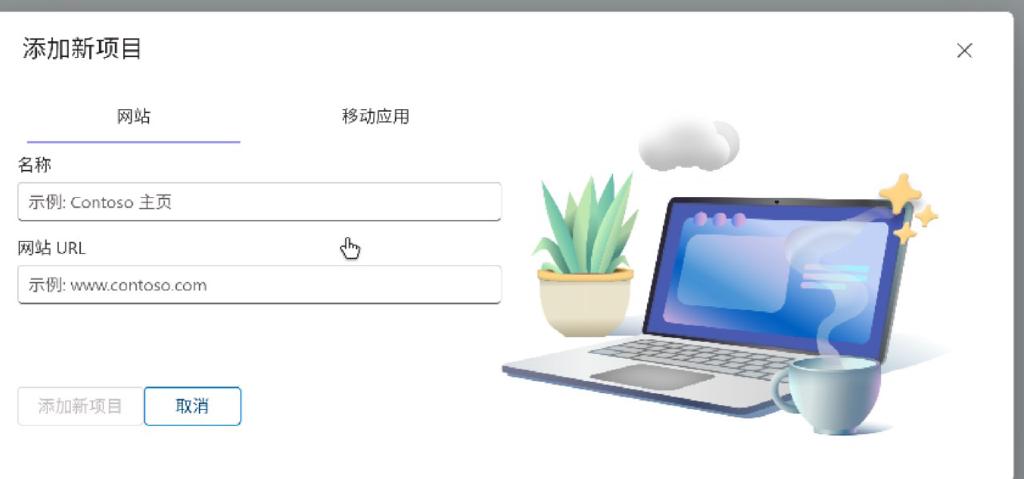 添加新项目
网站
移动应用
名称
示例: Contoso 主页
网站 URL
示例: www.contoso.com
添加新项目
取消